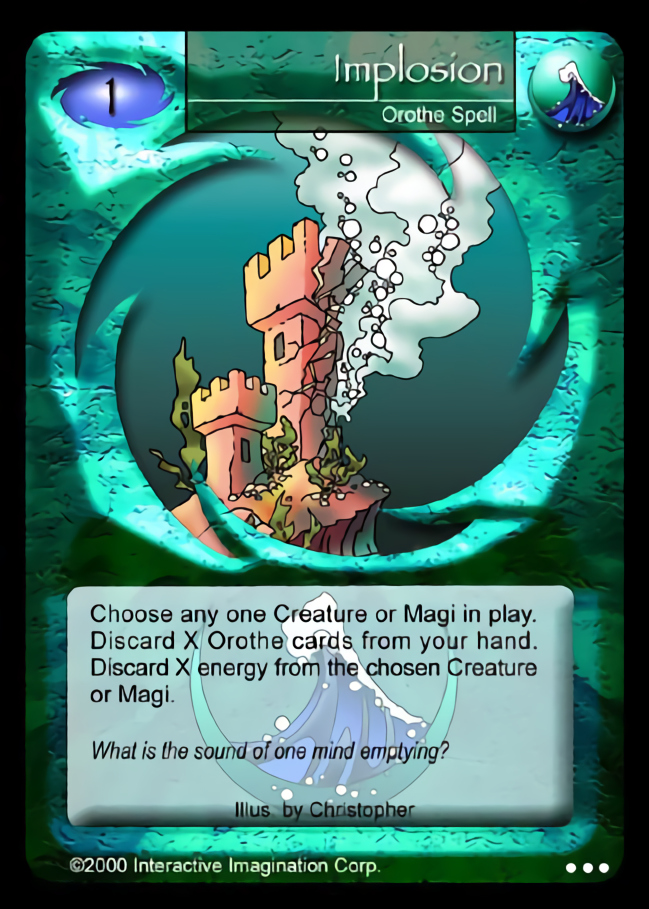 1
Implosion
Orothe Spell
Choose any one Creature or Magi in play.
Discard X Orothe cards from your hand.
Discard X energy from the chosen Creature
or Magi.
What is the sound of one mind emptying?
Illus. by Christopher
©2000 Interactive Imagination Corp.